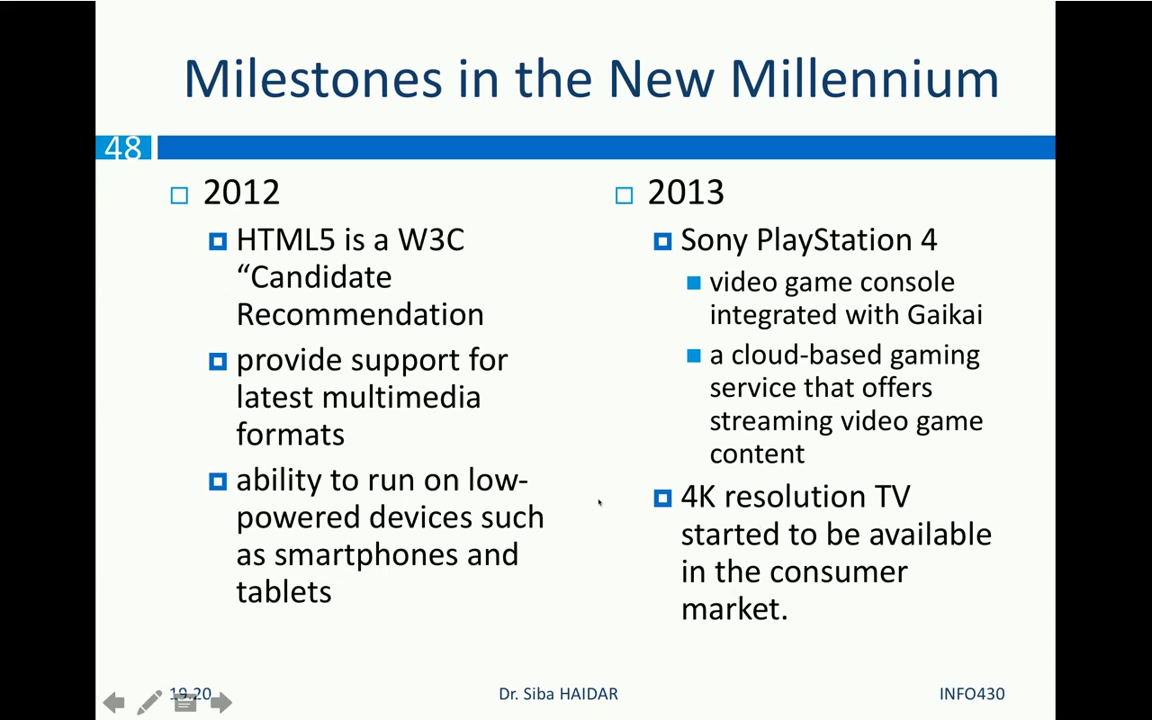 Milestones in the New Millennium
48
2012
HTML5 is a W3C
“Candidate
Recommendation
provide support for
latest multimedia
formats
ability to run on low-
powered devices such
as smartphones and
tablets
2013
Sony PlayStation 4
video game console
integrated with Gaikai
a cloud-based gaming
service that offers
streaming video game
content
4K resolution TV
started to be available
in the consumer
market.
19.20
Dr. Siba HAIDAR
INFO430